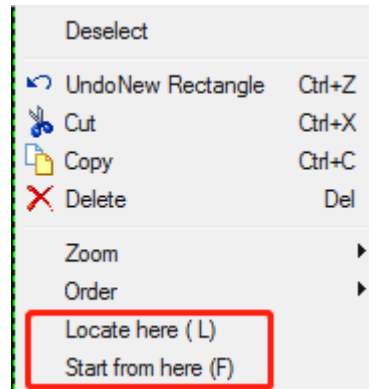 Deselect
UndoNew Rectangle Ctrl+Z
Cut Ctrl+X
Copy Ctrl+C
Delete Del
Zoom
Order
Locate here ( L)
Start from here (F)